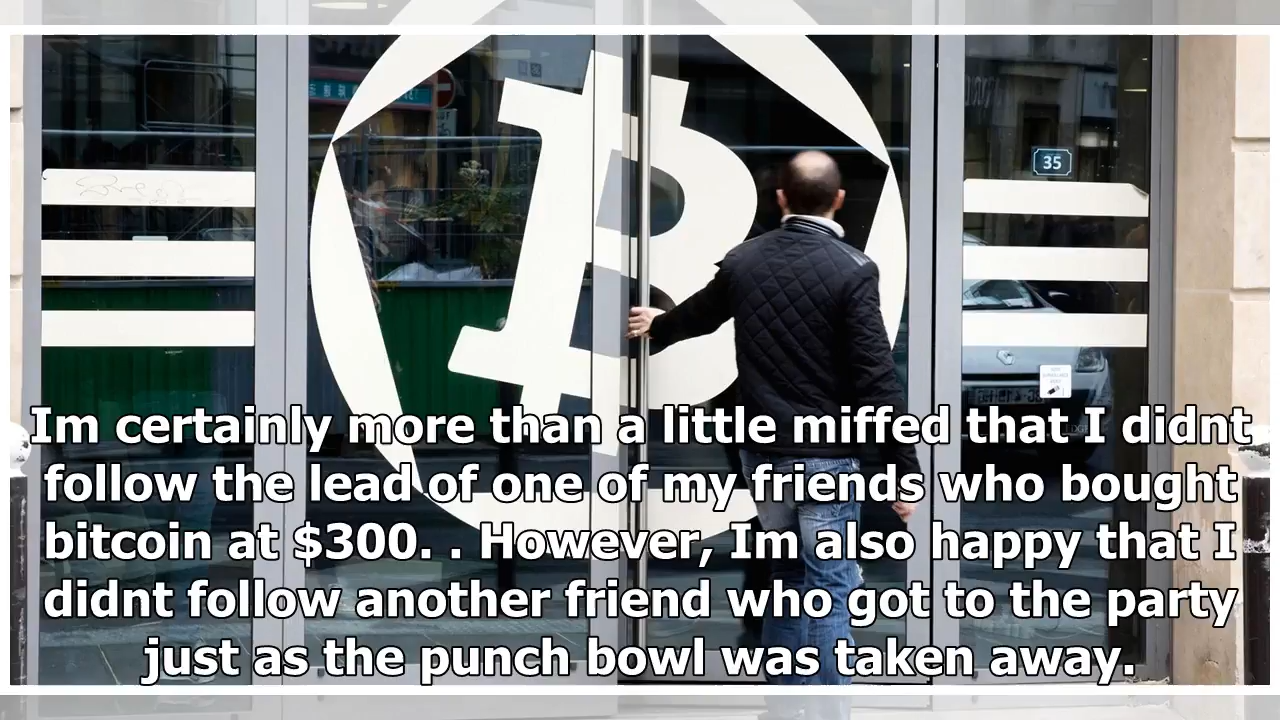 35
Im certainly more than a little miffed that I didnt
follow the lead of one of my friends who bought
bitcoin at $300. . However, Im also happy that I
didnt follow another friend who got to the party
just as the punch bowl was taken away.